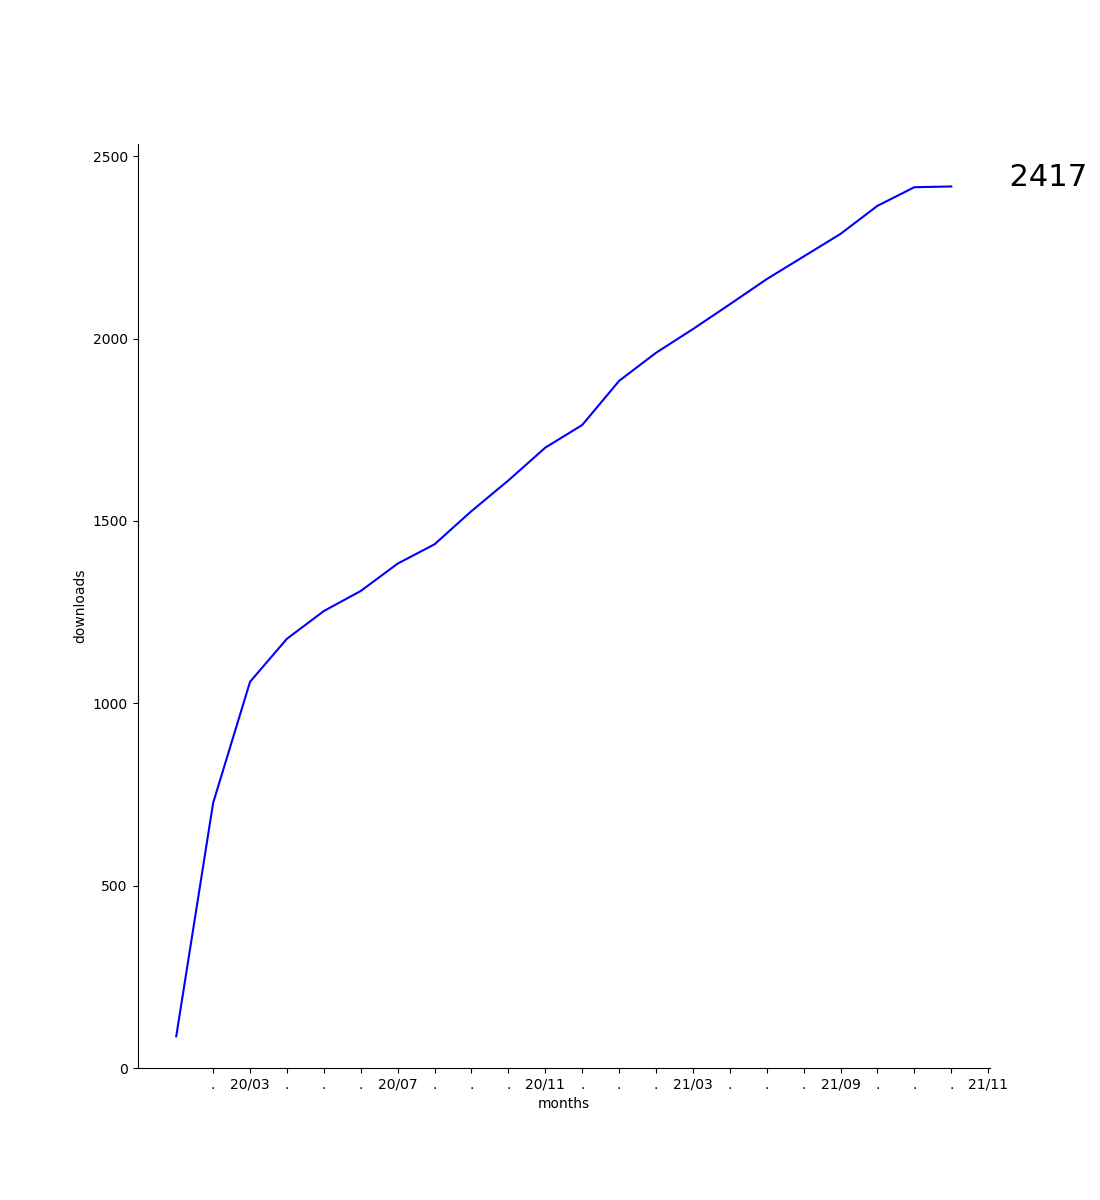 2500
2417
2000
1500
downloads
1000
500
0
. 20/03 . . . 20/07 . . . 20/11 . . . 21/03 . . . 21/09 . . . 21/11
months